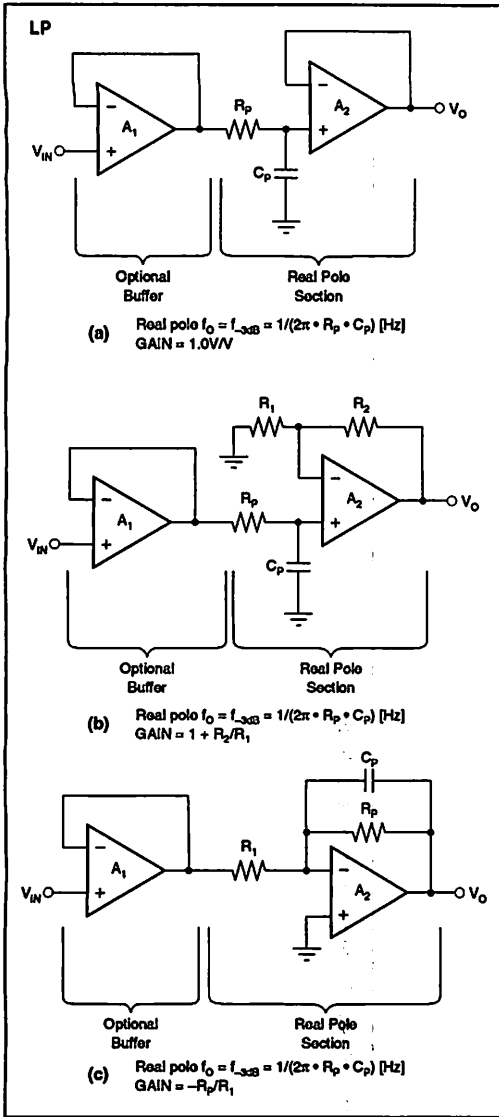 LP
−
A1
+
VIN
RP
CP
−
A2
+
VO
Optional
Buffer
Real Pole
Section
(a) Real pole fO = f−3dB = 1/(2π • RP • CP) [Hz]
GAIN = 1.0V/V
R1
R2
−
A1
+
VIN
RP
CP
−
A2
+
VO
Optional
Buffer
Real Pole
Section
(b) Real pole fO = f−3dB = 1/(2π • RP • CP) [Hz]
GAIN = 1 + R2/R1
CP
RP
−
A1
+
VIN
R1
−
A2
+
VO
Optional
Buffer
Real Pole
Section
(c) Real pole fO = f−3dB = 1/(2π • RP • CP) [Hz]
GAIN = −RP/R1